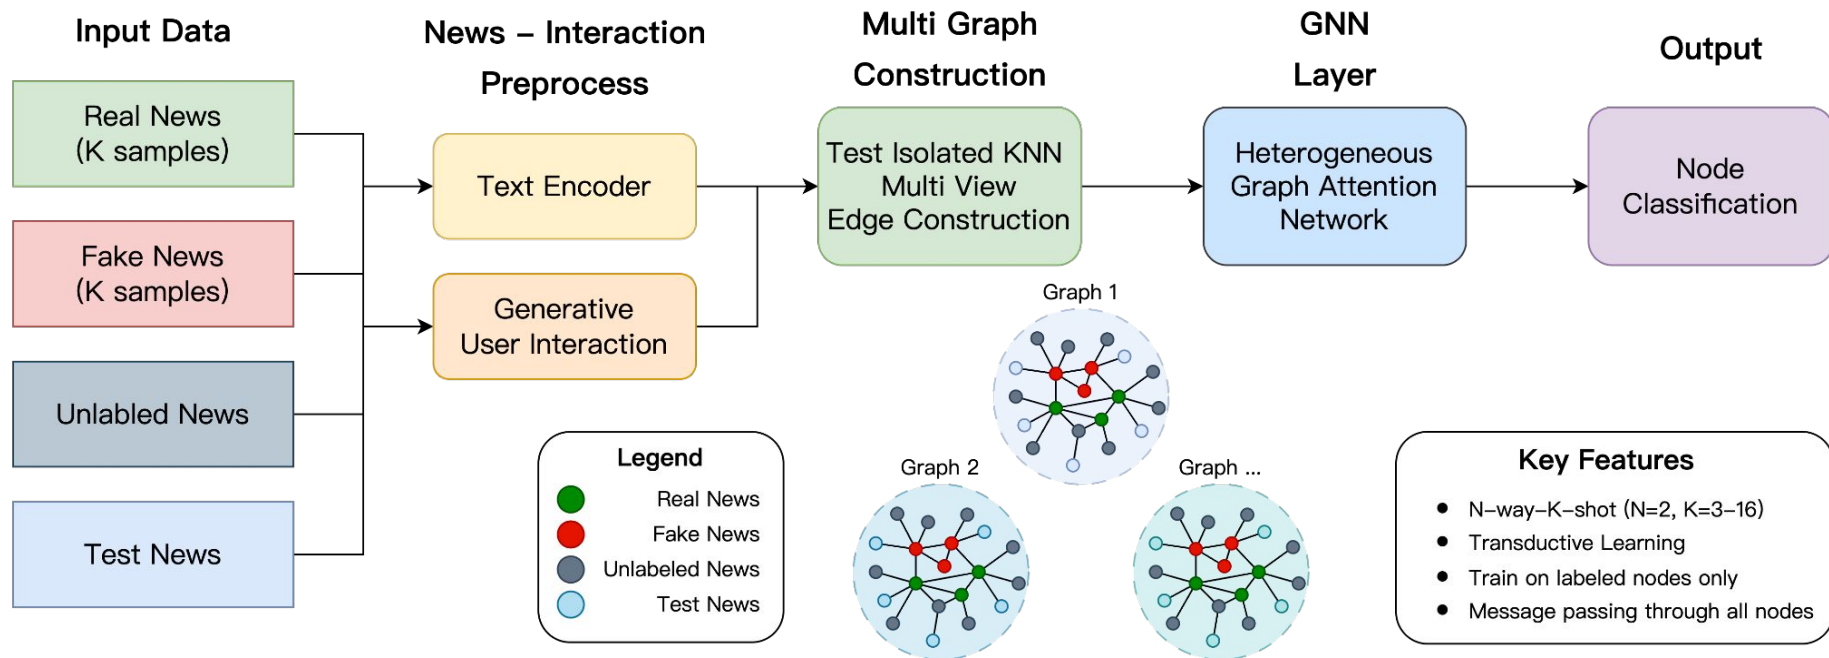 Input Data
News – Interaction
Preprocess
Multi Graph
Construction
GNN
Layer
Output
Real News
(K samples)
Fake News
(K samples)
Unlabled News
Test News
Text Encoder
Generative
User Interaction
Test Isolated KNN
Multi View
Edge Construction
Heterogeneous
Graph Attention
Network
Node
Classification
Graph 1
Graph 2
Graph ...
Legend
Real News
Fake News
Unlabeled News
Test News
Key Features
N–way–K–shot (N=2, K=3–16)
Transductive Learning
Train on labeled nodes only
Message passing through all nodes